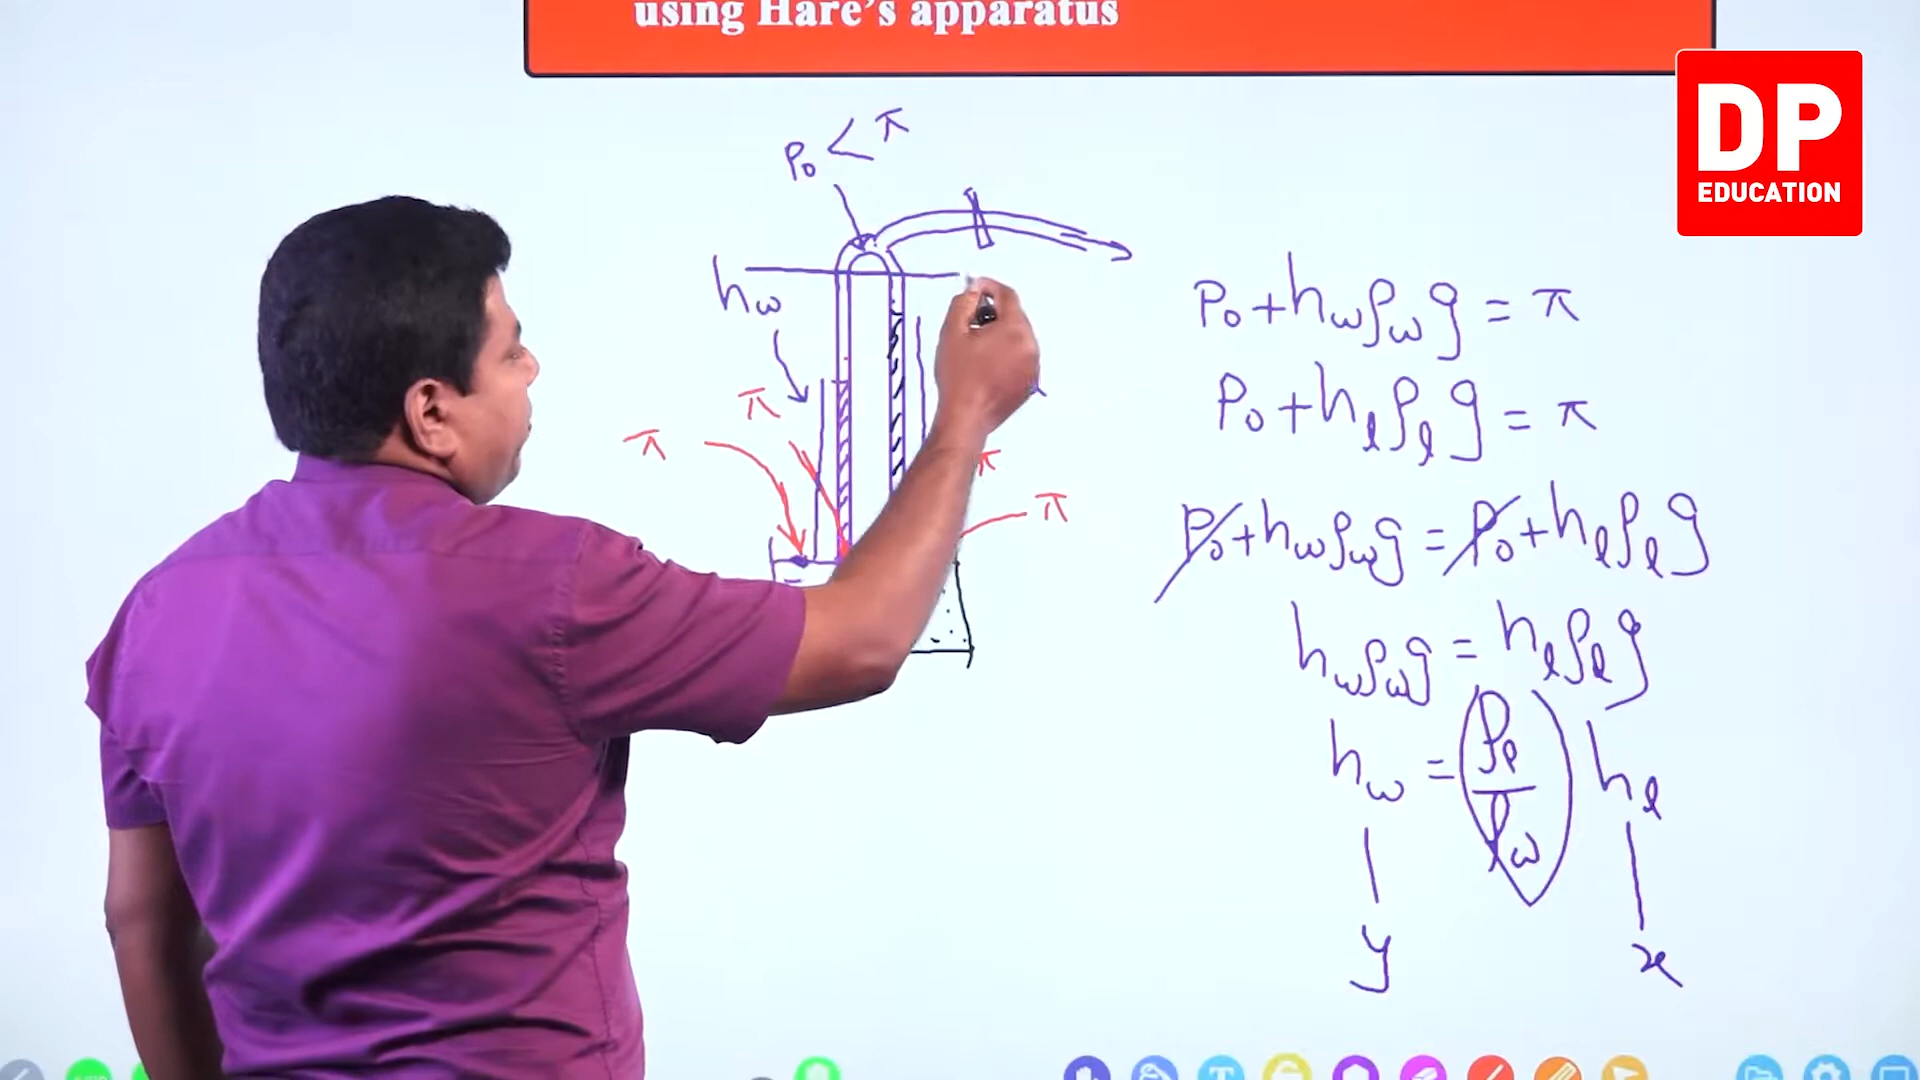 using Hare's apparatus
DP
EDUCATION
P₀ < π
h_w
π
π
π
π
P₀ + h_w ρ_w g = π
P₀ + h_l ρ_l g = π
P₀ + h_w ρ_w g = P₀ + h_l ρ_l g
h_w ρ_w g = h_l ρ_l g
h_w = (ρ_l / ρ_w) h_l
y
x